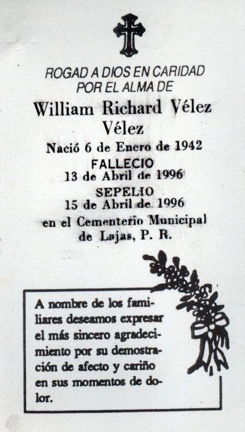 ROGAD A DIOS EN CARIDAD
POR EL ALMA DE
William Richard Vélez
Vélez
Nació 6 de Enero de 1942
FALLECIO
13 de Abril de 1996
SEPELIO
15 de Abril de 1996
en el Cementerio Municipal
de Lajas, P. R.
A nombre de los fami-
liares deseamos expresar
el más sincero agradeci-
miento por su demostra-
ción de afecto y cariño
en sus momentos de do-
lor.